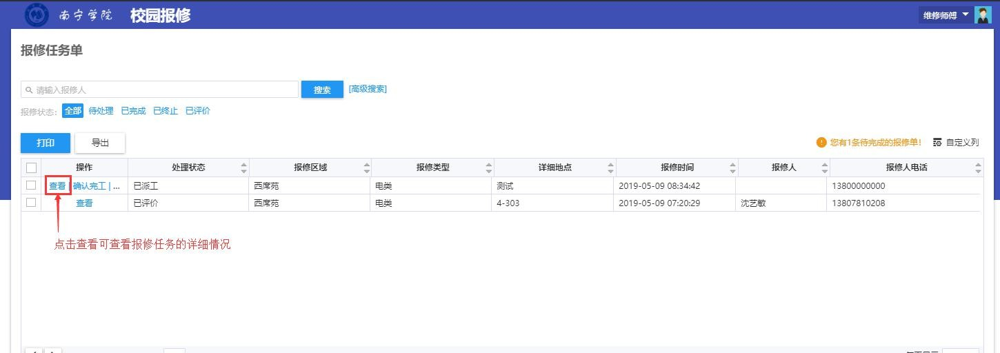 南宁学院 校园报修 维修师傅
报修任务单
请输入报修人 搜索 [高级搜索]
报修状态: 全部 待处理 已完成 已终止 已评价
打印 导出 您有1条待完成的报修单! 自定义列
操作 处理状态 报修区域 报修类型 详细地点 报修时间 报修人 报修人电话
查看 | 确认完工 | ... 已派工 西席苑 电类 测试 2019-05-09 08:34:42 13800000000
查看 已评价 西席苑 电类 4-303 2019-05-09 07:20:29 沈艺敏 13807810208
点击查看可查看报修任务的详细情况